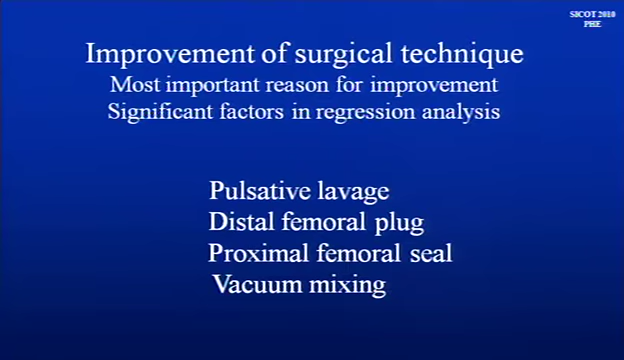 SICOT 2010
PHE
Improvement of surgical technique
Most important reason for improvement
Significant factors in regression analysis
Pulsative lavage
Distal femoral plug
Proximal femoral seal
Vacuum mixing